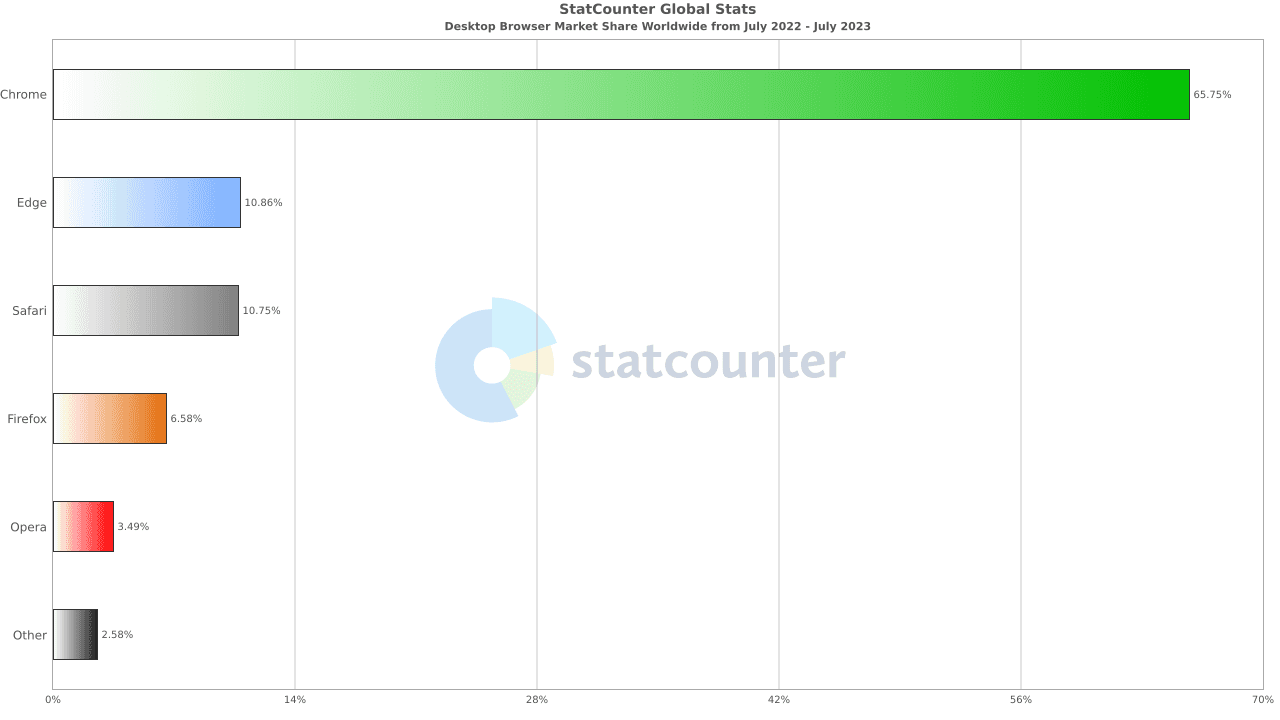 StatCounter Global Stats
Desktop Browser Market Share Worldwide from July 2022 - July 2023
Chrome 65.75%
Edge 10.86%
Safari 10.75%
statcounter
Firefox 6.58%
Opera 3.49%
Other 2.58%
0% 14% 28% 42% 56% 70%